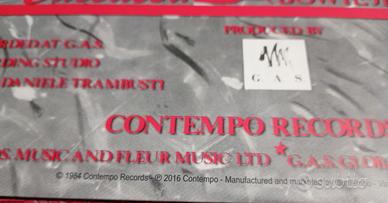 PRODUCED BY
RDED AT G.A.S.
DING STUDIO
DANIELE TRAMBUSTI
G A S
CONTEMPO RECORD
S. MUSIC AND FLEUR MUSIC LTD * G.A.S. GLOB
© 1984 Contempo Records - ℗ 2016 Contempo - Manufactured and marketed by